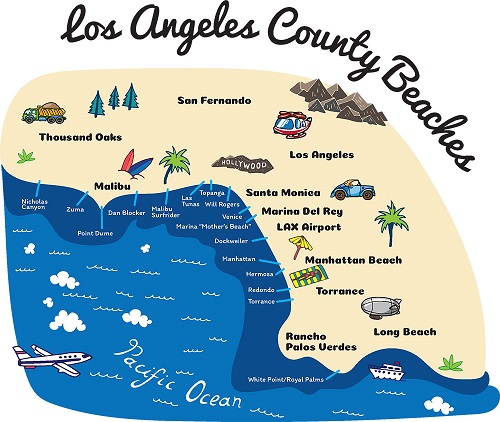 Los Angeles County Beaches
San Fernando
Thousand Oaks
Los Angeles
HOLLYWOOD
Malibu
Santa Monica
Nicholas
Canyon
Zuma
Point Dume
Dan Blocker
Malibu
Surfrider
Las
Tunas
Topanga
Will Rogers
Venice
Marina "Mother's Beach"
Dockweiler
Marina Del Rey
LAX Airport
Manhattan
Manhattan Beach
Hermosa
Redondo
Torrance
Torrance
Long Beach
Rancho
Palos Verdes
White Point/Royal Palms
Pacific Ocean